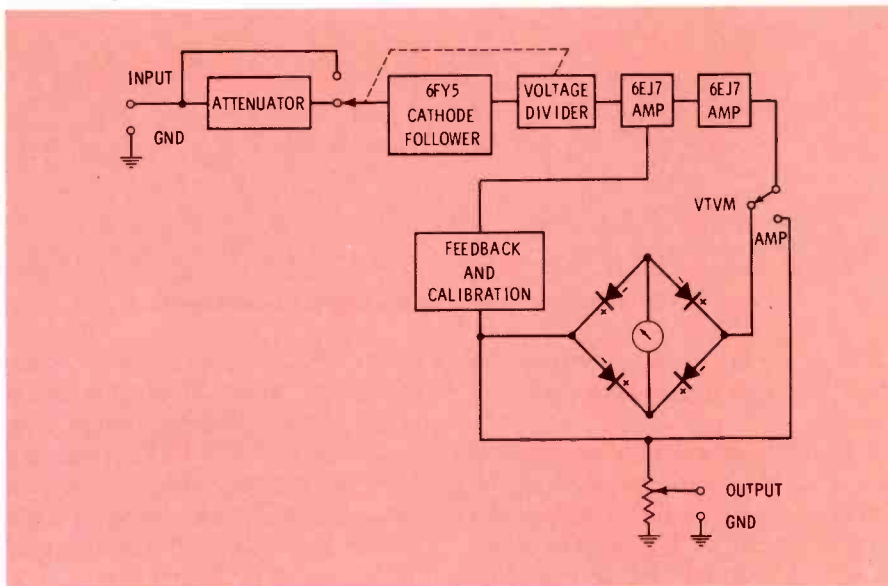 INPUT
ATTENUATOR
GND
6FY5
CATHODE
FOLLOWER
VOLTAGE
DIVIDER
6EJ7
AMP
6EJ7
AMP
VTVM
AMP
FEEDBACK
AND
CALIBRATION
- -
+ +
- -
+ +
OUTPUT
GND